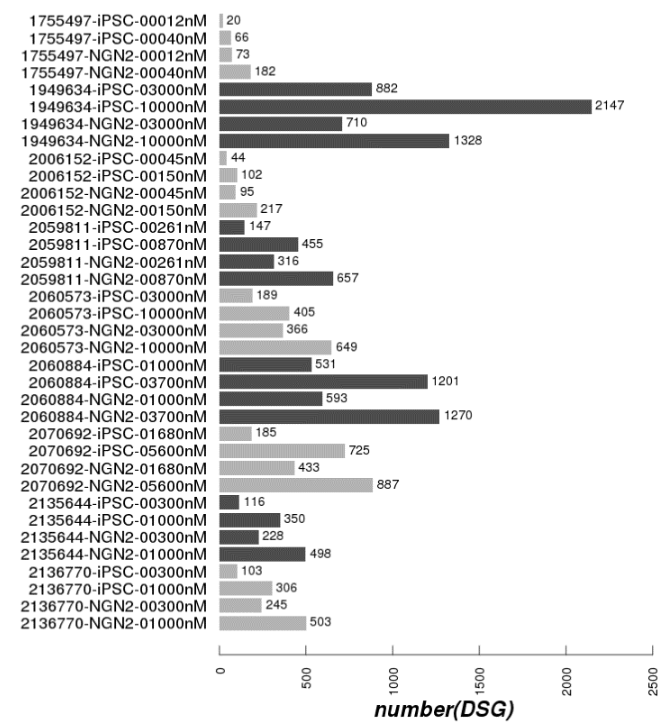 1755497-iPSC-00012nM 20
1755497-iPSC-00040nM 66
1755497-NGN2-00012nM 73
1755497-NGN2-00040nM 182
1949634-iPSC-03000nM 882
1949634-iPSC-10000nM 2147
1949634-NGN2-03000nM 710
1949634-NGN2-10000nM 1328
2006152-iPSC-00045nM 44
2006152-iPSC-00150nM 102
2006152-NGN2-00045nM 95
2006152-NGN2-00150nM 217
2059811-iPSC-00261nM 147
2059811-iPSC-00870nM 455
2059811-NGN2-00261nM 316
2059811-NGN2-00870nM 657
2060573-iPSC-03000nM 189
2060573-iPSC-10000nM 405
2060573-NGN2-03000nM 366
2060573-NGN2-10000nM 649
2060884-iPSC-01000nM 531
2060884-iPSC-03700nM 1201
2060884-NGN2-01000nM 593
2060884-NGN2-03700nM 1270
2070692-iPSC-01680nM 185
2070692-iPSC-05600nM 725
2070692-NGN2-01680nM 433
2070692-NGN2-05600nM 887
2135644-iPSC-00300nM 116
2135644-iPSC-01000nM 350
2135644-NGN2-00300nM 228
2135644-NGN2-01000nM 498
2136770-iPSC-00300nM 103
2136770-iPSC-01000nM 306
2136770-NGN2-00300nM 245
2136770-NGN2-01000nM 503
0 500 1000 1500 2000 2500
number(DSG)